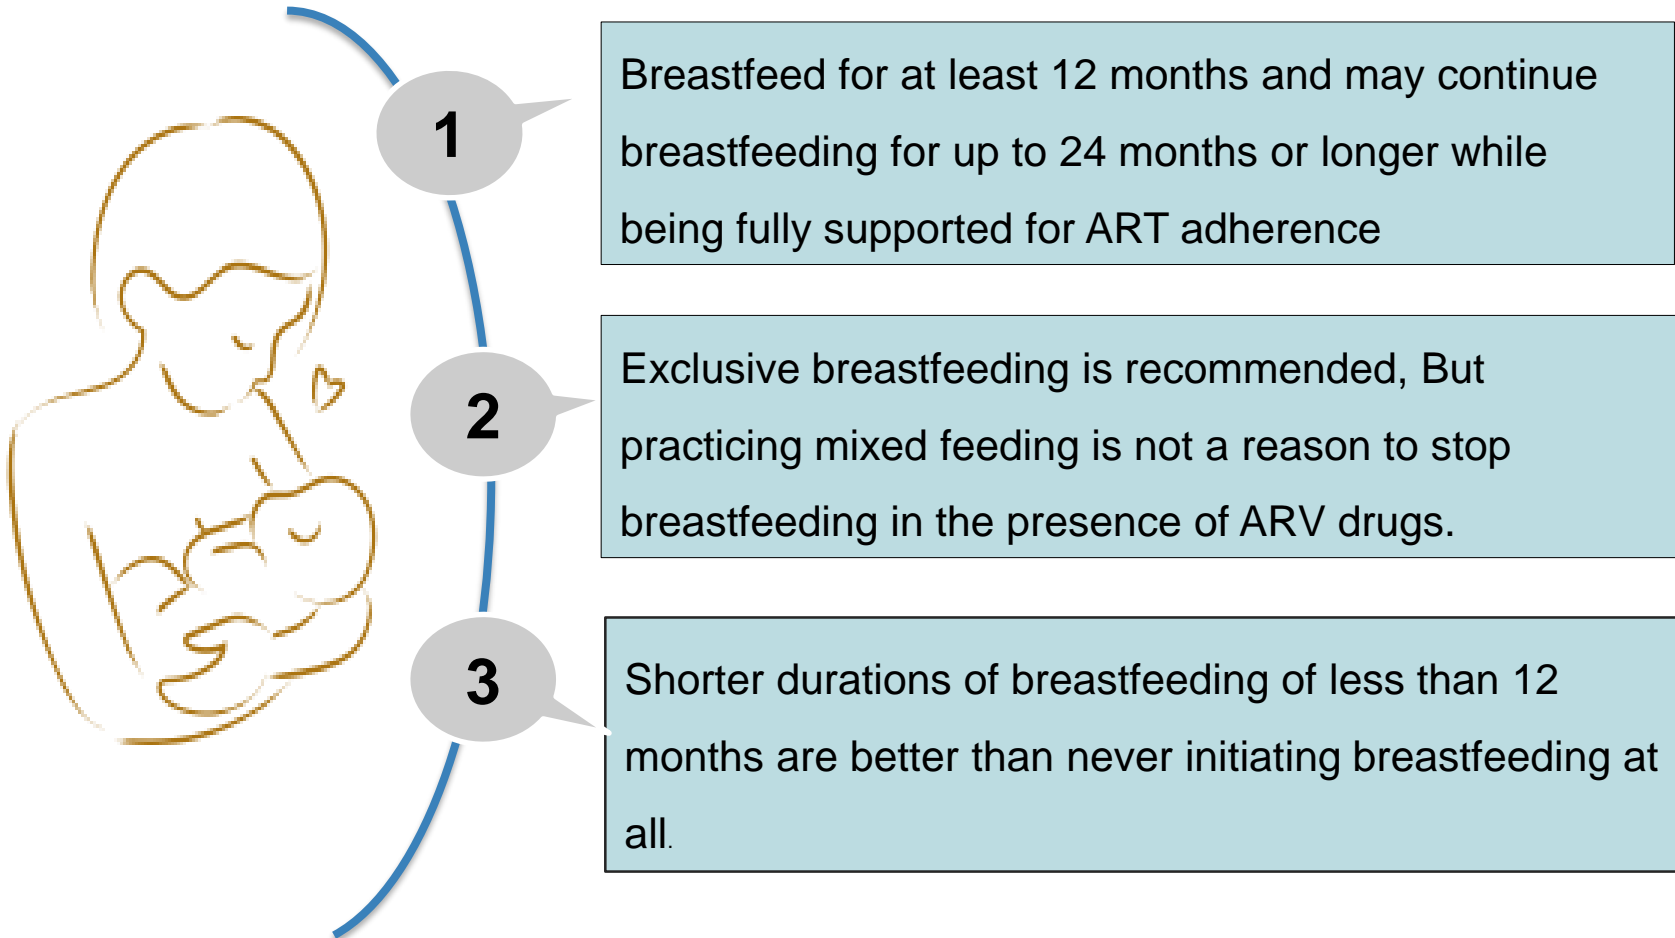 1
Breastfeed for at least 12 months and may continue
breastfeeding for up to 24 months or longer while
being fully supported for ART adherence
2
Exclusive breastfeeding is recommended, But
practicing mixed feeding is not a reason to stop
breastfeeding in the presence of ARV drugs.
3
Shorter durations of breastfeeding of less than 12
months are better than never initiating breastfeeding at
all.